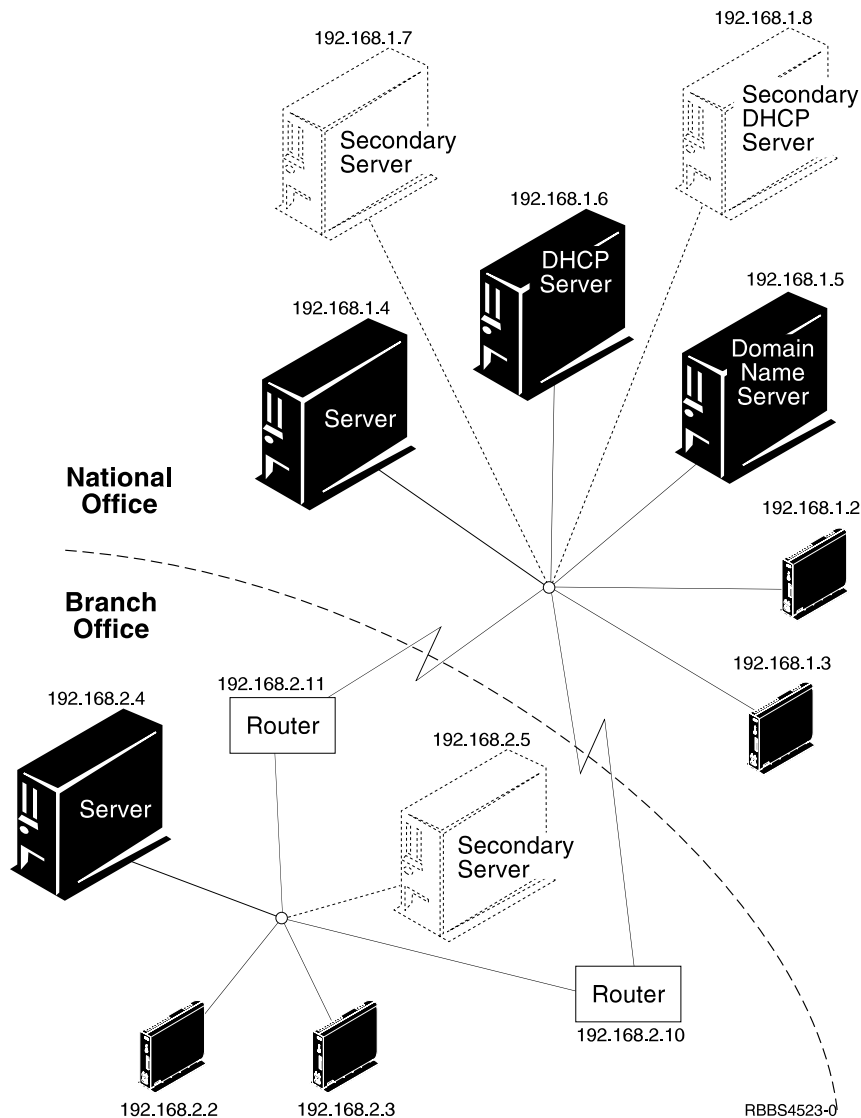 192.168.1.7
192.168.1.8
Secondary
Server
Secondary
DHCP
Server
192.168.1.6
DHCP
Server
192.168.1.5
Domain
Name
Server
192.168.1.4
Server
National
Office
192.168.1.2
Branch
Office
192.168.1.3
192.168.2.11
Router
192.168.2.4
Server
192.168.2.5
Secondary
Server
Router
192.168.2.10
192.168.2.2
192.168.2.3
RBBS4523-0